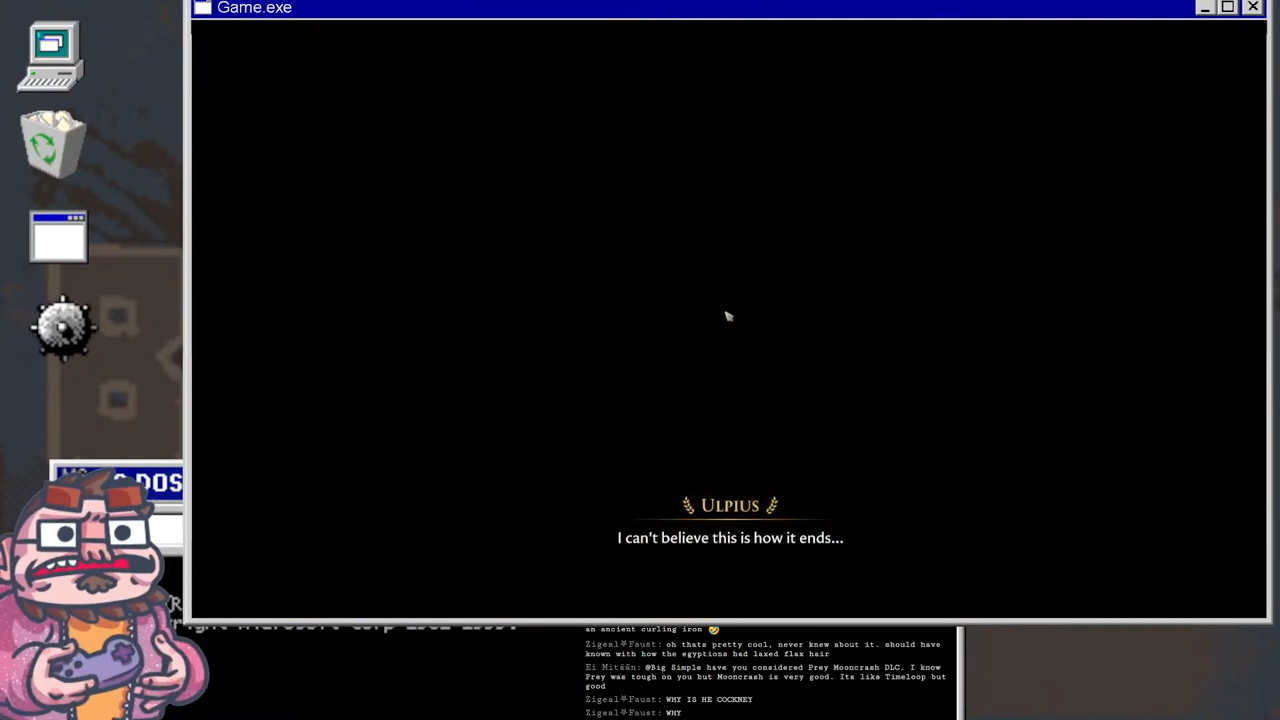 Game.exe
DOS
ULPIUS
I can't believe this is how it ends...
an ancient curling iron 🤣
Zigeal⛧Faust: oh thats pretty cool, never knew about it. should have
known with how the egyptions had laxed flax hair
Ei Mitään: @Big Simple have you considered Prey Mooncrash DLC. I know
Prey was tough on you but Mooncrash is very good. Its like Timeloop but
good
Zigeal⛧Faust: WHY IS HE COCKNEY
Zigeal⛧Faust: WHY